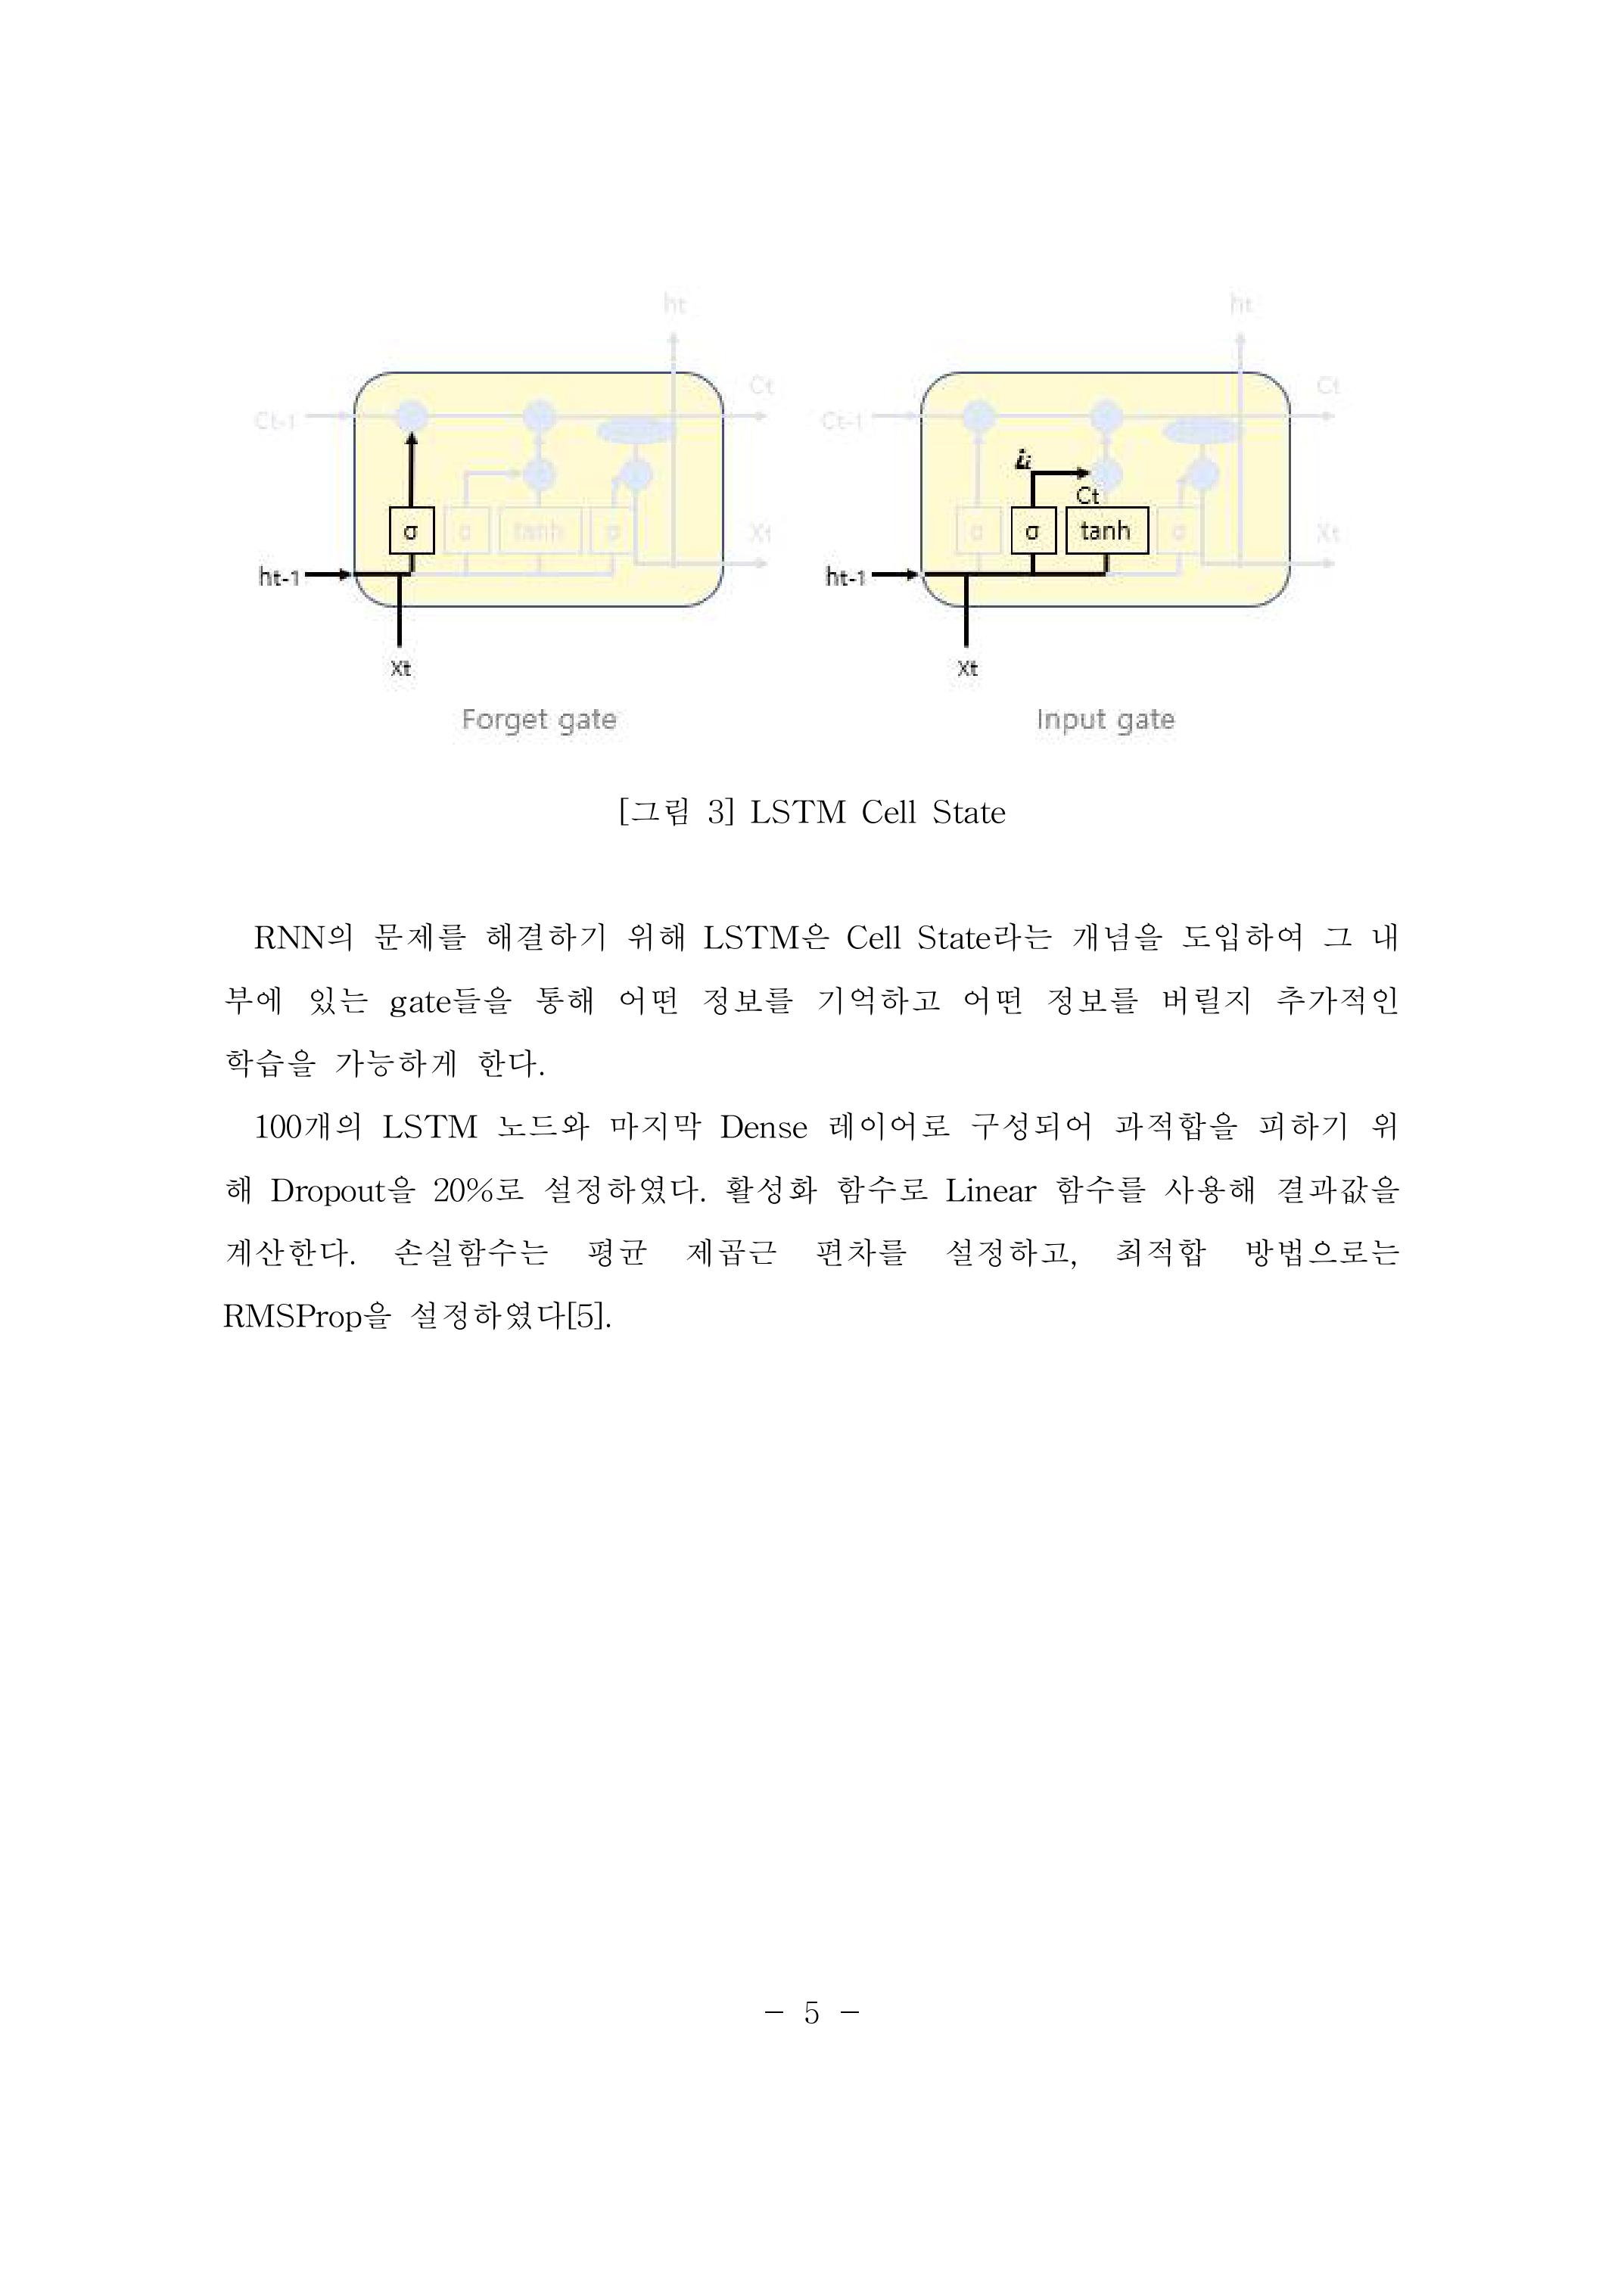 ht
ht
Ct
Ct
Ct-1
Ct-1
Ct
σ
σ
tanh
σ
σ
σ
tanh
σ
Xt
Xt
ht-1
ht-1
Xt
Xt
Forget gate
Input gate
[그림 3] LSTM Cell State
RNN의 문제를 해결하기 위해 LSTM은 Cell State라는 개념을 도입하여 그 내
부에 있는 gate들을 통해 어떤 정보를 기억하고 어떤 정보를 버릴지 추가적인
학습을 가능하게 한다.
100개의 LSTM 노드와 마지막 Dense 레이어로 구성되어 과적합을 피하기 위
해 Dropout을 20%로 설정하였다. 활성화 함수로 Linear 함수를 사용해 결과값을
계산한다. 손실함수는 평균 제곱근 편차를 설정하고, 최적합 방법으로는
RMSProp을 설정하였다[5].
- 5 -